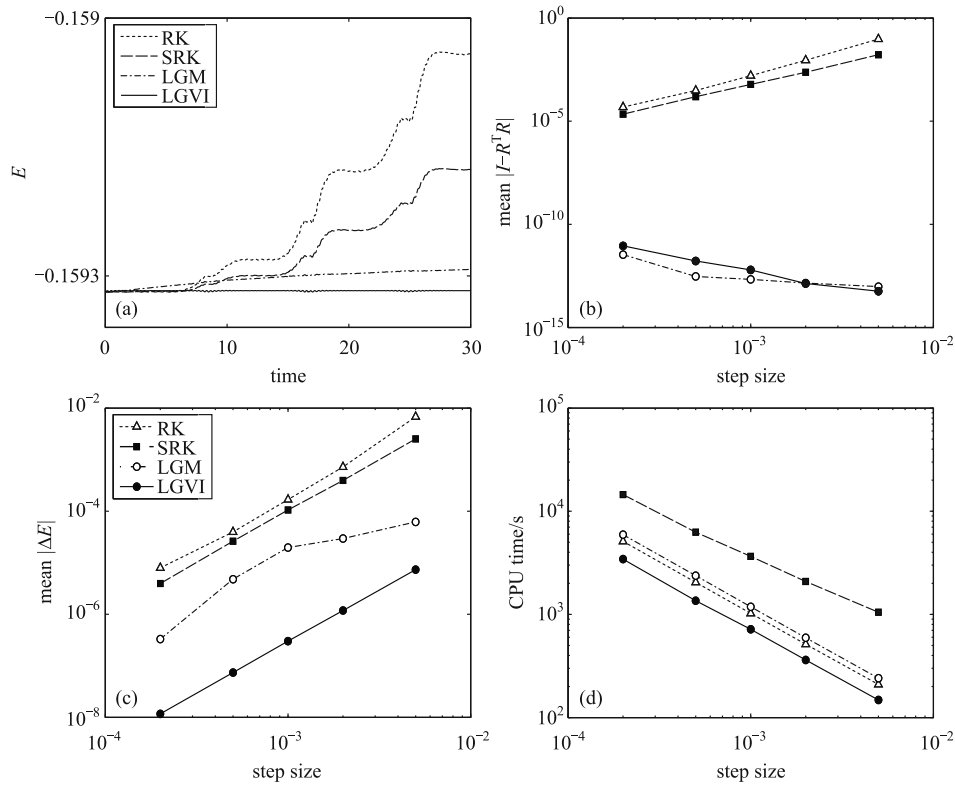 −0.159
RK
SRK
LGM
LGVI
E
−0.1593
(a)
0
10
20
30
time
10^0
10^−5
10^−10
10^−15
mean |I−R^T R|
(b)
10^−4
10^−3
10^−2
step size
10^−2
10^−4
10^−6
10^−8
RK
SRK
LGM
LGVI
mean |ΔE|
(c)
10^−4
10^−3
10^−2
step size
10^5
10^4
10^3
10^2
CPU time/s
(d)
10^−4
10^−3
10^−2
step size